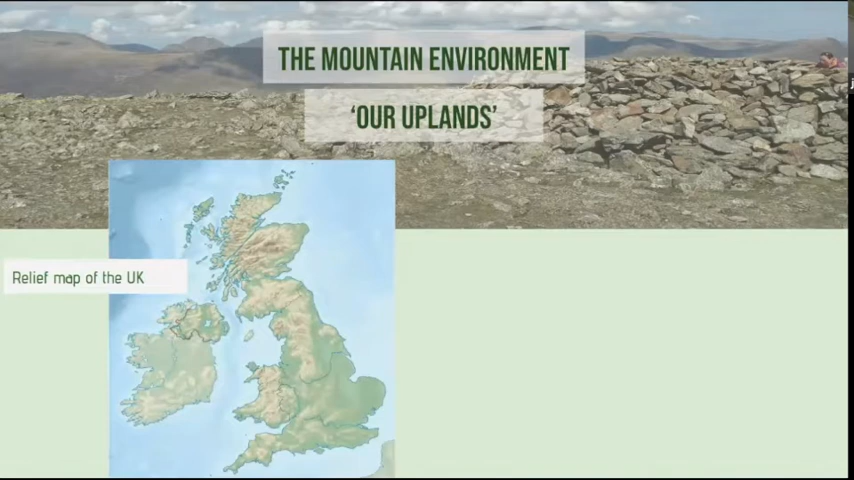 THE MOUNTAIN ENVIRONMENT
'OUR UPLANDS'
Relief map of the UK